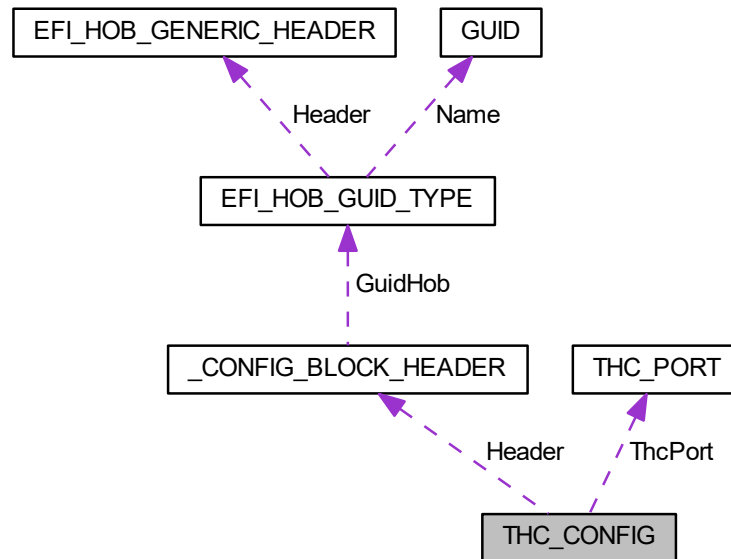 EFI_HOB_GENERIC_HEADER
GUID
Header
Name
EFI_HOB_GUID_TYPE
GuidHob
_CONFIG_BLOCK_HEADER
THC_PORT
Header
ThcPort
THC_CONFIG